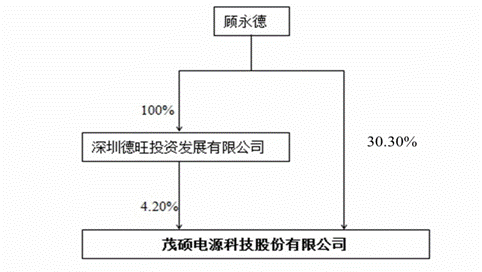 顾永德
100%
深圳德旺投资发展有限公司
30.30%
4.20%
茂硕电源科技股份有限公司